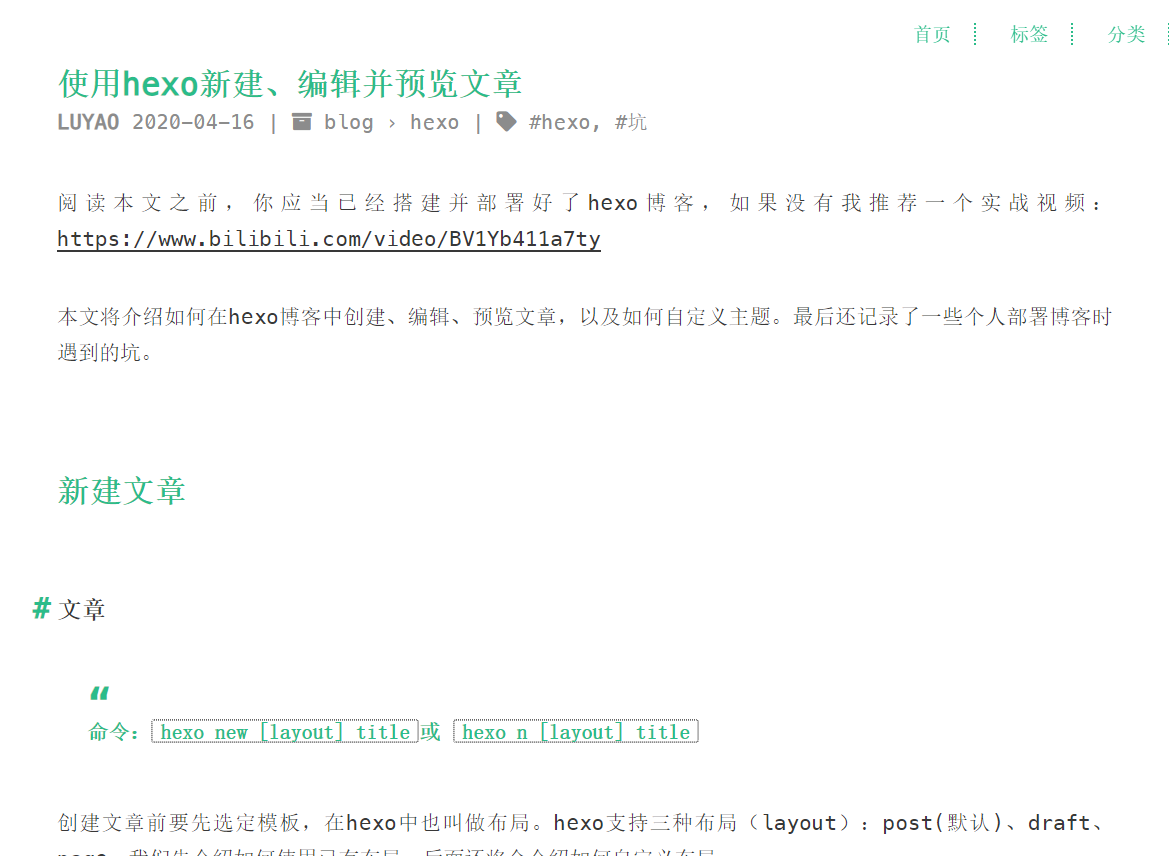 首页
标签
分类
使用hexo新建、编辑并预览文章
LUYAO 2020-04-16 | blog › hexo | #hexo, #坑
阅读本文之前，你应当已经搭建并部署好了hexo博客，如果没有我推荐一个实战视频：
https://www.bilibili.com/video/BV1Yb411a7ty
本文将介绍如何在hexo博客中创建、编辑、预览文章，以及如何自定义主题。最后还记录了一些个人部署博客时
遇到的坑。
新建文章
# 文章
“
命令：hexo new [layout] title或 hexo n [layout] title
创建文章前要先选定模板，在hexo中也叫做布局。hexo支持三种布局（layout）：post(默认)、draft、